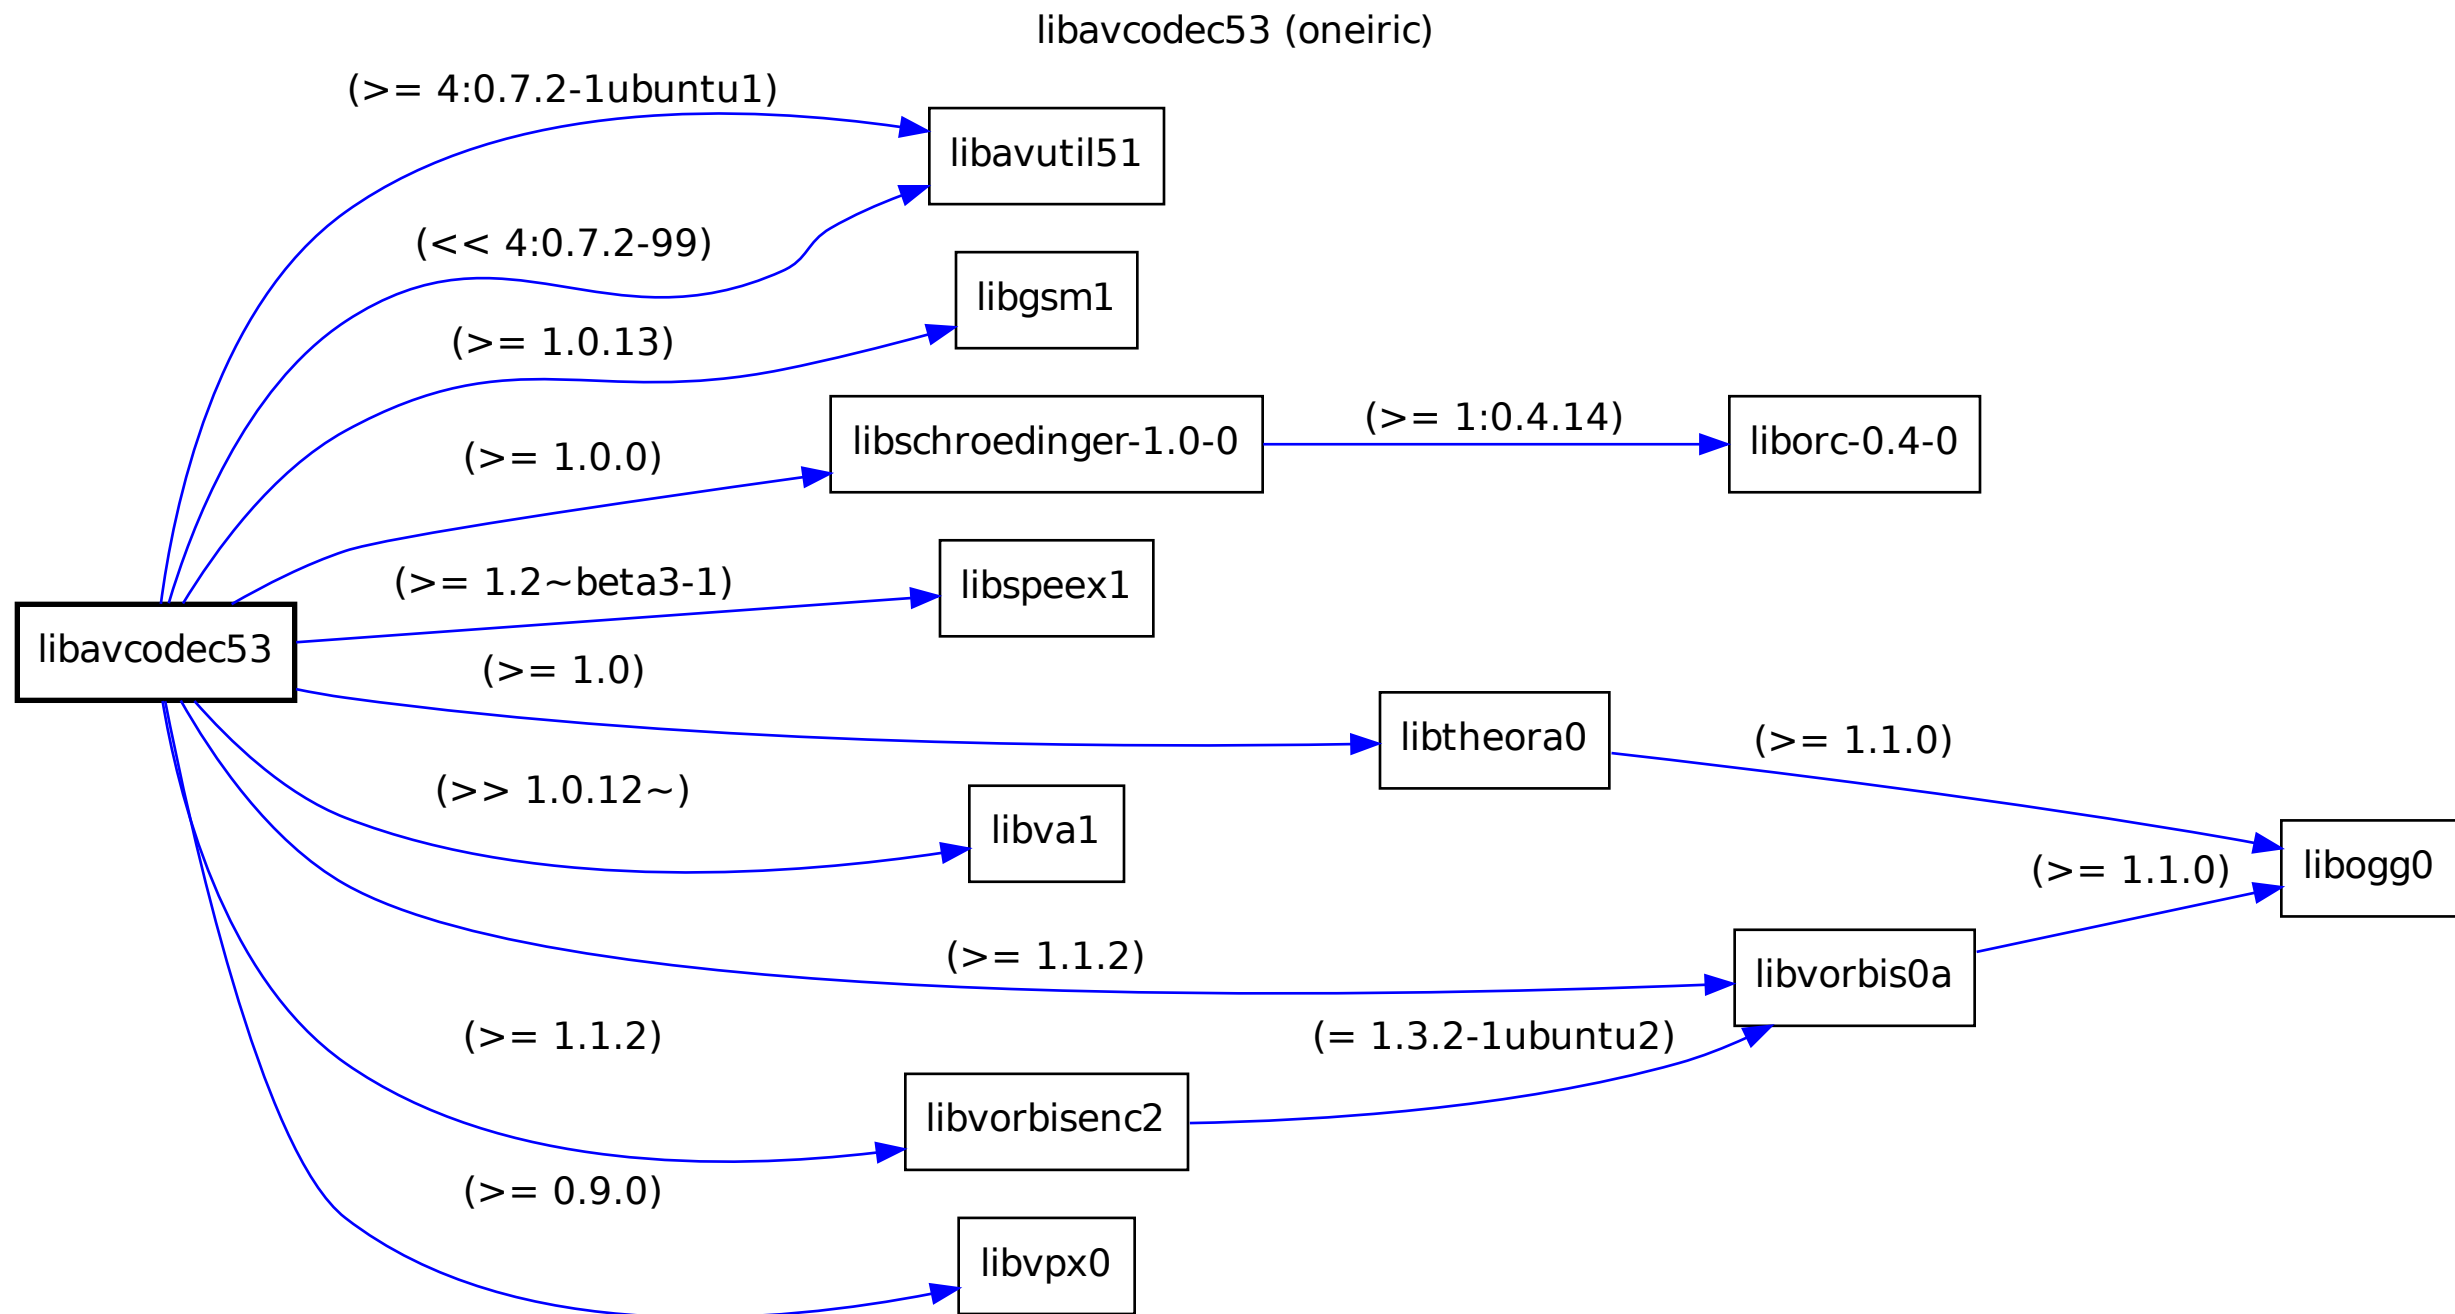 libavcodec53 (oneiric)
(>= 4:0.7.2-1ubuntu1)
libavutil51
(<< 4:0.7.2-99)
libgsm1
(>= 1.0.13)
libschroedinger-1.0-0
(>= 1:0.4.14)
liborc-0.4-0
(>= 1.0.0)
(>= 1.2~beta3-1)
libspeex1
libavcodec53
(>= 1.0)
libtheora0
(>= 1.1.0)
(>> 1.0.12~)
libva1
libogg0
(>= 1.1.0)
(>= 1.1.2)
libvorbis0a
(>= 1.1.2)
(= 1.3.2-1ubuntu2)
libvorbisenc2
(>= 0.9.0)
libvpx0